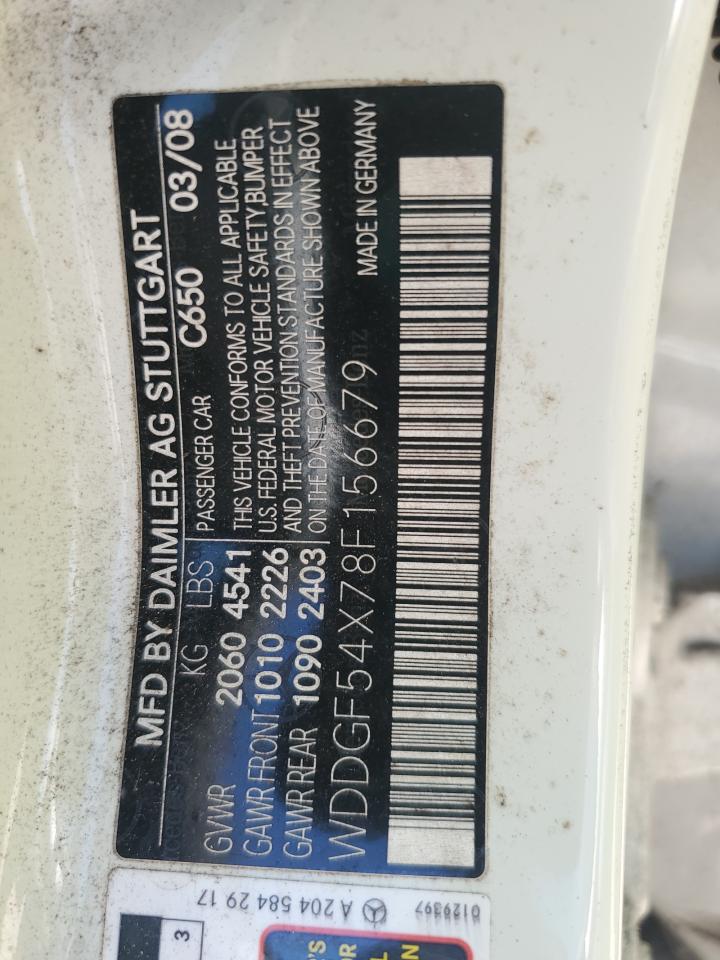 MFD BY DAIMLER AG STUTTGART
KG LBS PASSENGER CAR C650 03/08
GVWR 2060 4541 THIS VEHICLE CONFORMS TO ALL APPLICABLE
GAWR FRONT 1010 2226 U.S. FEDERAL MOTOR VEHICLE SAFETY,BUMPER
GAWR REAR 1090 2403 AND THEFT PREVENTION STANDARDS IN EFFECT
ON THE DATE OF MANUFACTURE SHOWN ABOVE
WDDGF54X78F156679 MADE IN GERMANY
A 204 584 29 17
0129397
3